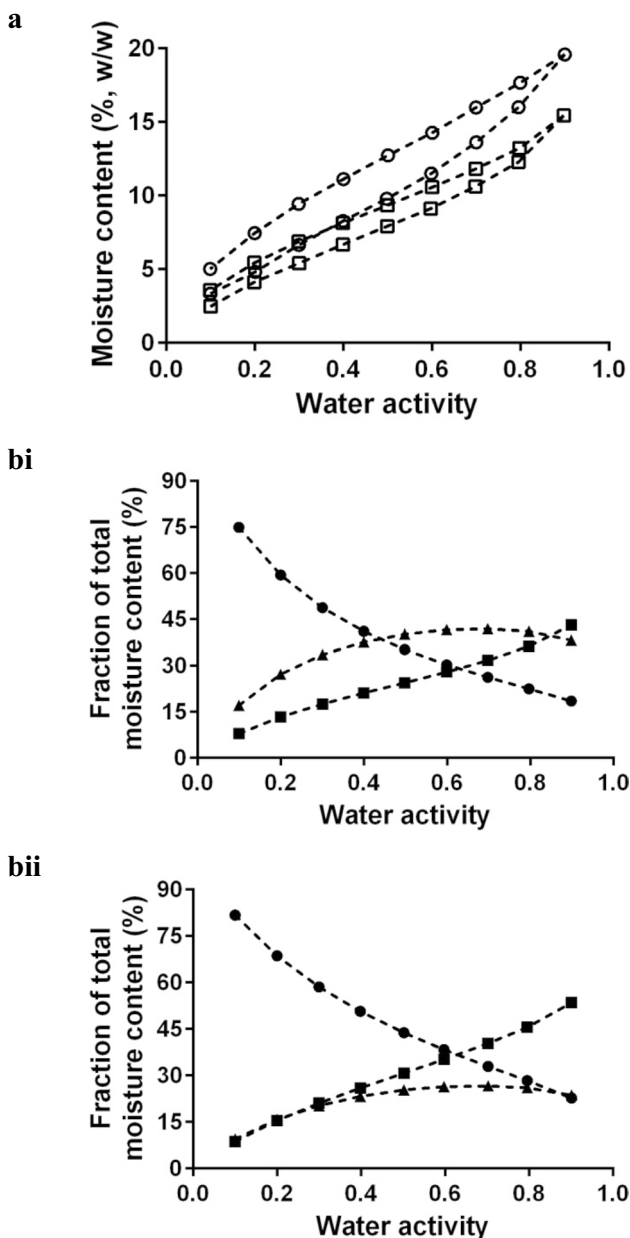 a
Moisture content (%, w/w)
20
15
10
5
0
0.0 0.2 0.4 0.6 0.8 1.0
Water activity
bi
Fraction of total
moisture content (%)
90
75
60
45
30
15
0
0.0 0.2 0.4 0.6 0.8 1.0
Water activity
bii
Fraction of total
moisture content (%)
90
75
60
45
30
15
0
0.0 0.2 0.4 0.6 0.8 1.0
Water activity